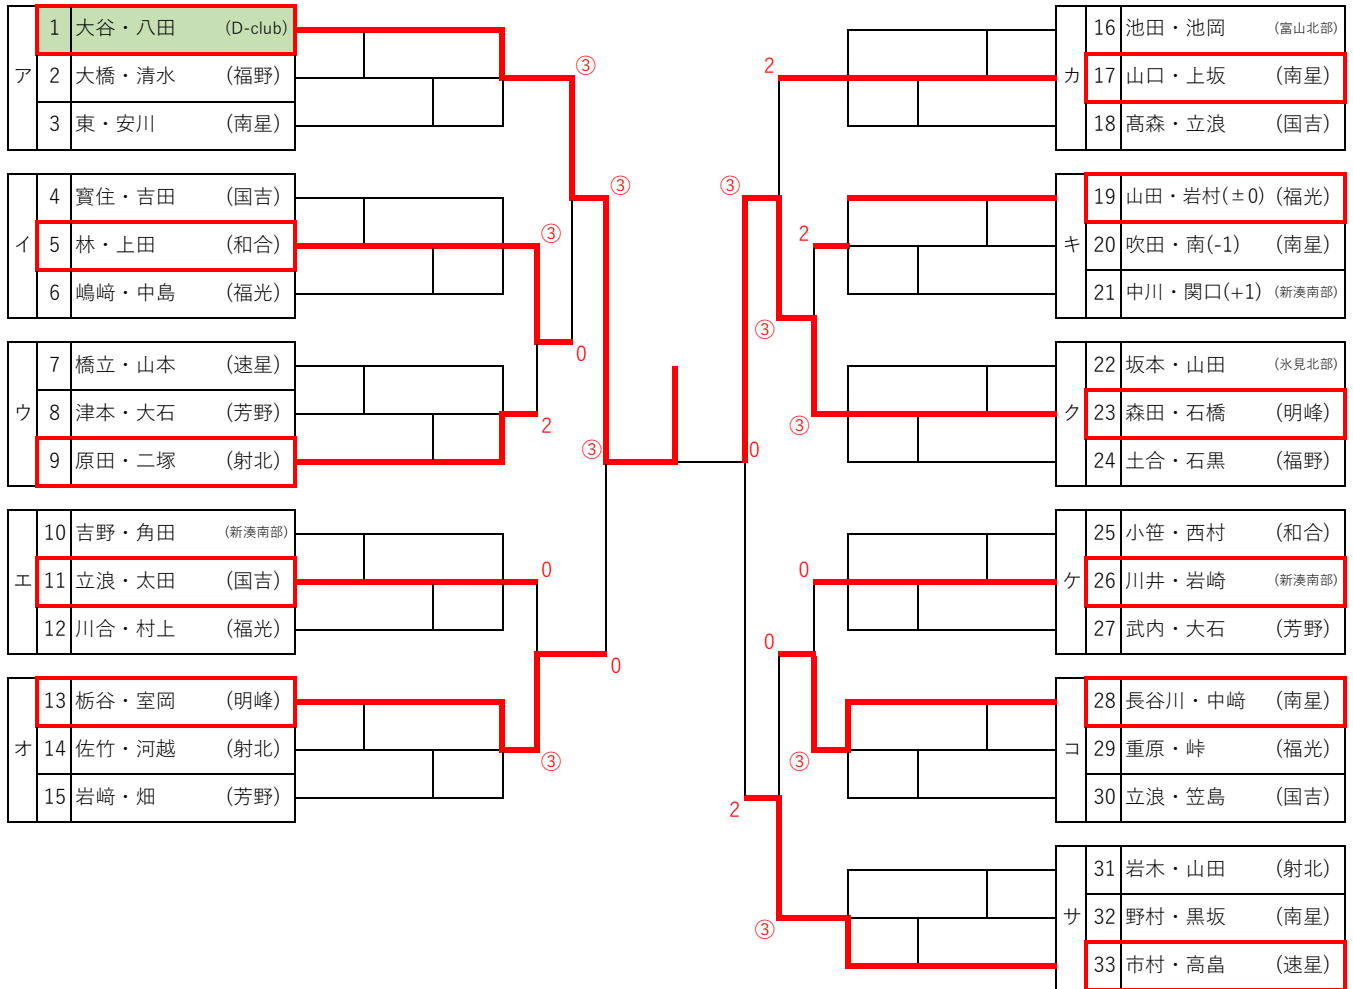 ア
1 大谷・八田 (D-club)
2 大橋・清水 (福野)
3 東・安川 (南星)
イ
4 寳住・吉田 (国吉)
5 林・上田 (和合)
6 嶋﨑・中島 (福光)
ウ
7 橋立・山本 (速星)
8 津本・大石 (芳野)
9 原田・二塚 (射北)
エ
10 吉野・角田 (新湊南部)
11 立浪・太田 (国吉)
12 川合・村上 (福光)
オ
13 栃谷・室岡 (明峰)
14 佐竹・河越 (射北)
15 岩﨑・畑 (芳野)
③
③
③
0
2
③
0
0
③
2
③
2
③
③
0
0
0
③
2
③
カ
16 池田・池岡 (富山北部)
17 山口・上坂 (南星)
18 髙森・立浪 (国吉)
キ
19 山田・岩村(±0) (福光)
20 吹田・南(-1) (南星)
21 中川・関口(+1) (新湊南部)
ク
22 坂本・山田 (氷見北部)
23 森田・石橋 (明峰)
24 土合・石黒 (福野)
ケ
25 小笹・西村 (和合)
26 川井・岩崎 (新湊南部)
27 武内・大石 (芳野)
コ
28 長谷川・中﨑 (南星)
29 重原・峠 (福光)
30 立浪・笠島 (国吉)
サ
31 岩木・山田 (射北)
32 野村・黒坂 (南星)
33 市村・高畠 (速星)